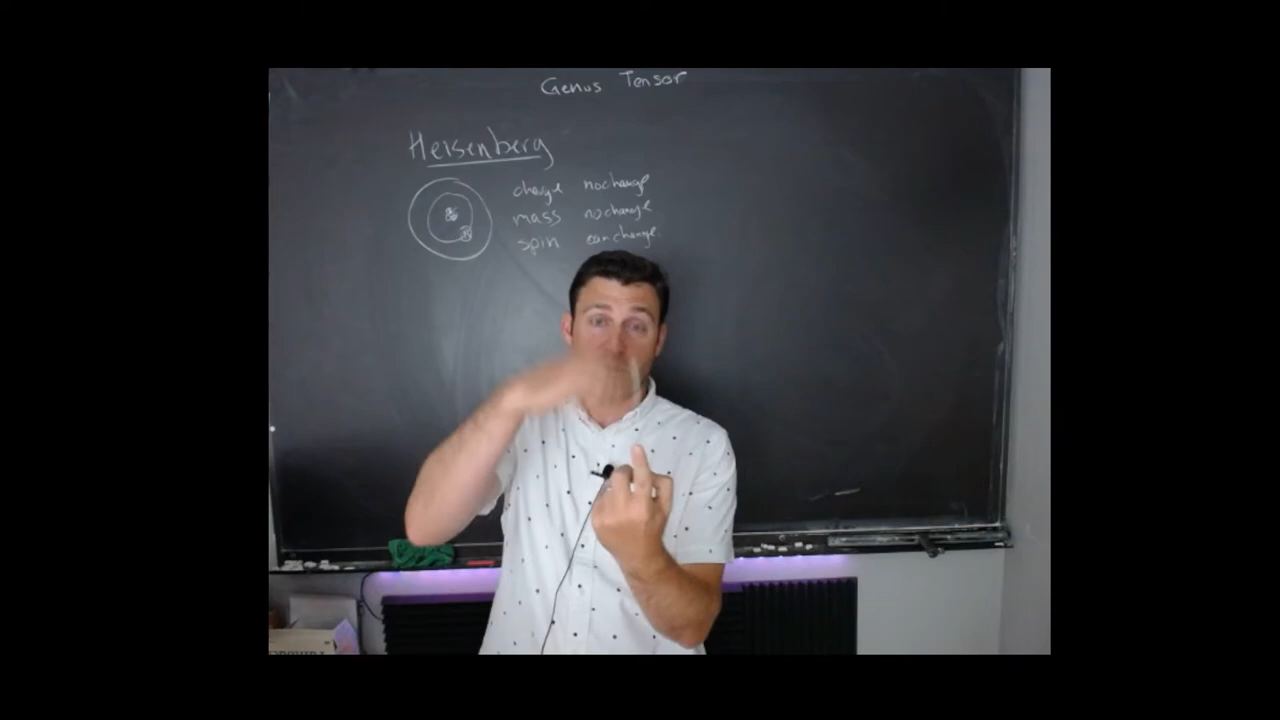 Genus Tensor
Heisenberg
charge no change
mass no change
spin can change.